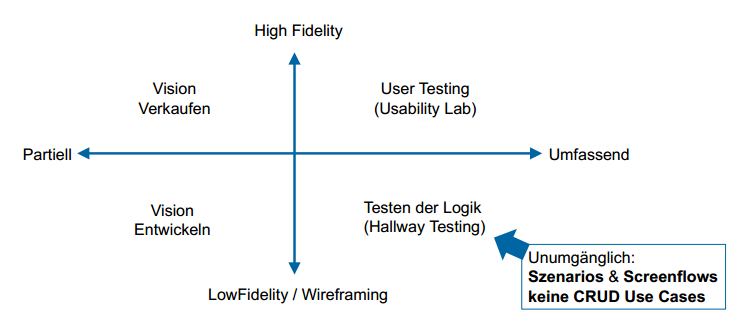 High Fidelity
Vision
Verkaufen
User Testing
(Usability Lab)
Partiell
Umfassend
Vision
Entwickeln
Testen der Logik
(Hallway Testing)
Unumgänglich:
Szenarios & Screenflows
keine CRUD Use Cases
LowFidelity / Wireframing